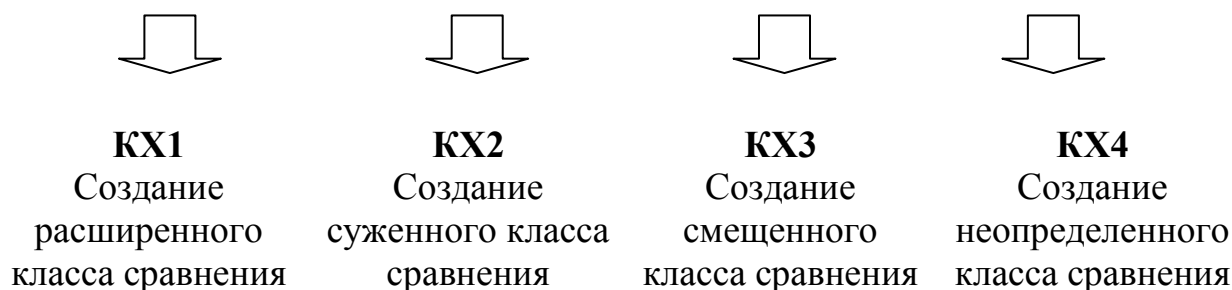 КХ1
Создание
расширенного
класса сравнения
КХ2
Создание
суженного класса
сравнения
КХ3
Создание
смещенного
класса сравнения
КХ4
Создание
неопределенного
класса сравнения